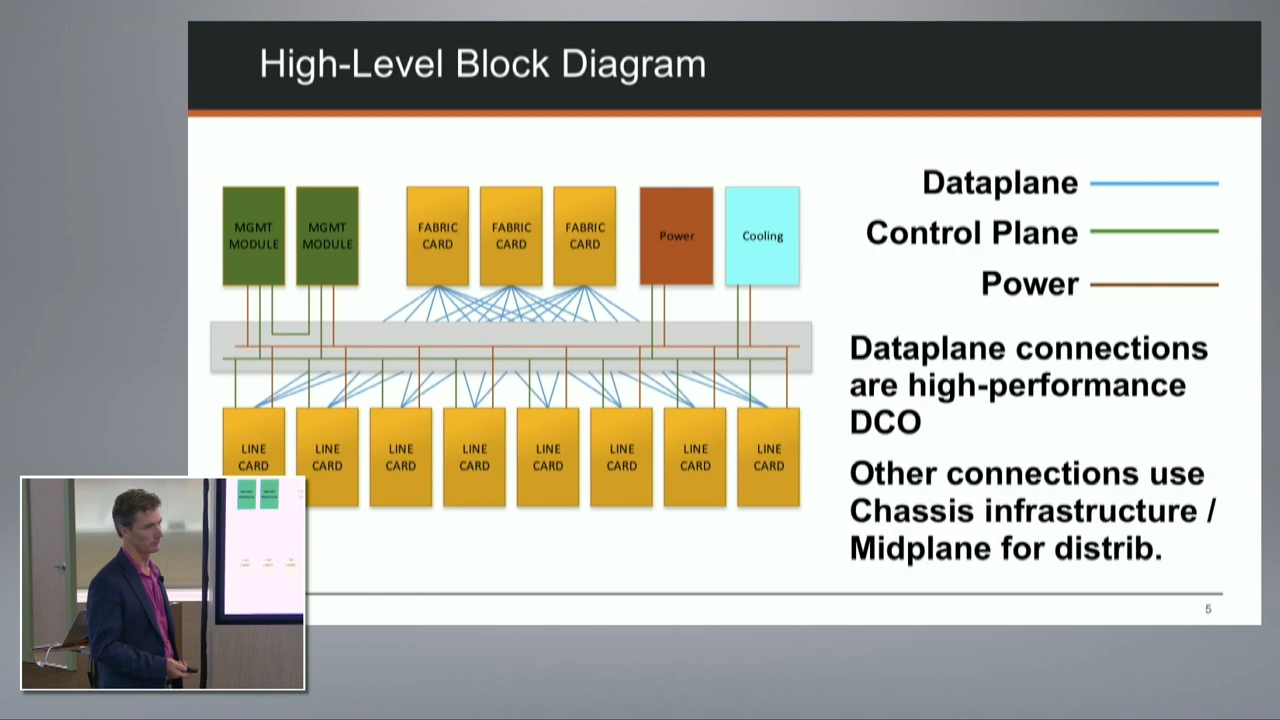 High-Level Block Diagram
MGMT
MODULE
MGMT
MODULE
FABRIC
CARD
FABRIC
CARD
FABRIC
CARD
Power
Cooling
Dataplane
Control Plane
Power
Dataplane connections
are high-performance
DCO
Other connections use
Chassis infrastructure /
Midplane for distrib.
LINE
CARD
LINE
CARD
LINE
CARD
LINE
CARD
LINE
CARD
LINE
CARD
LINE
CARD
LINE
CARD
5